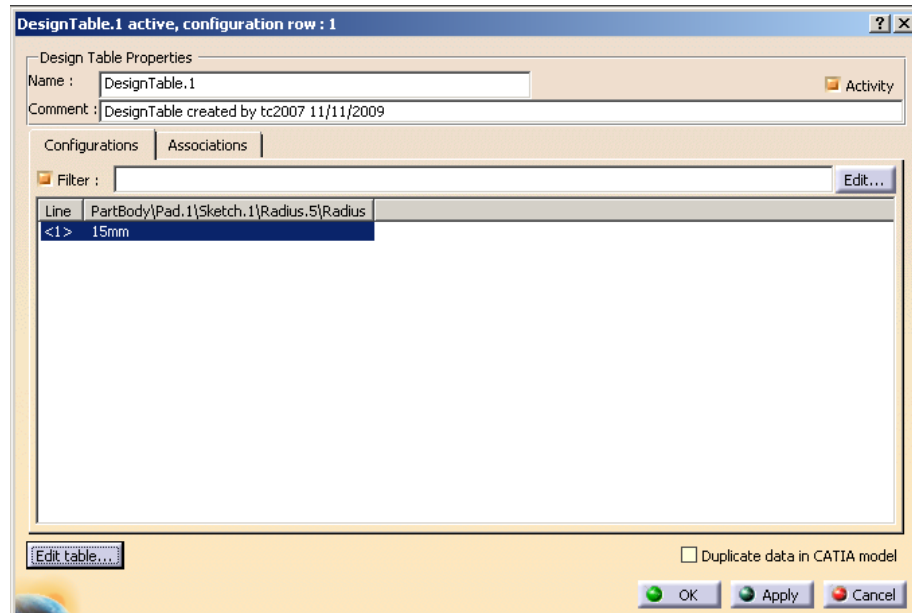 DesignTable.1 active, configuration row : 1
Design Table Properties
Name : DesignTable.1 Activity
Comment : DesignTable created by tc2007 11/11/2009
Configurations Associations
Filter : Edit...
Line PartBody\Pad.1\Sketch.1\Radius.5\Radius
<1> 15mm
Edit table... Duplicate data in CATIA model
OK Apply Cancel